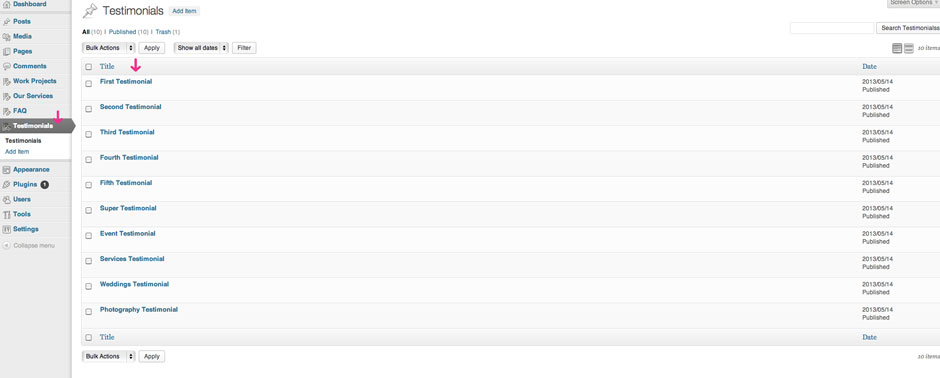 Dashboard
Posts
Media
Pages
Comments
Work Projects
Our Services
FAQ
Testimonials
Testimonials
Add Item
Appearance
Plugins 1
Users
Tools
Settings
Collapse menu
Screen Options
Testimonials Add Item
All (10) | Published (10) | Trash (1)
Search Testimonialss
Bulk Actions Apply Show all dates Filter 10 items
Title Date
First Testimonial 2013/05/14
Published
Second Testimonial 2013/05/14
Published
Third Testimonial 2013/05/14
Published
Fourth Testimonial 2013/05/14
Published
Fifth Testimonial 2013/05/14
Published
Super Testimonial 2013/05/14
Published
Event Testimonial 2013/05/14
Published
Services Testimonial 2013/05/14
Published
Weddings Testimonial 2013/05/14
Published
Photography Testimonial 2013/05/14
Published
Title Date
Bulk Actions Apply 10 items